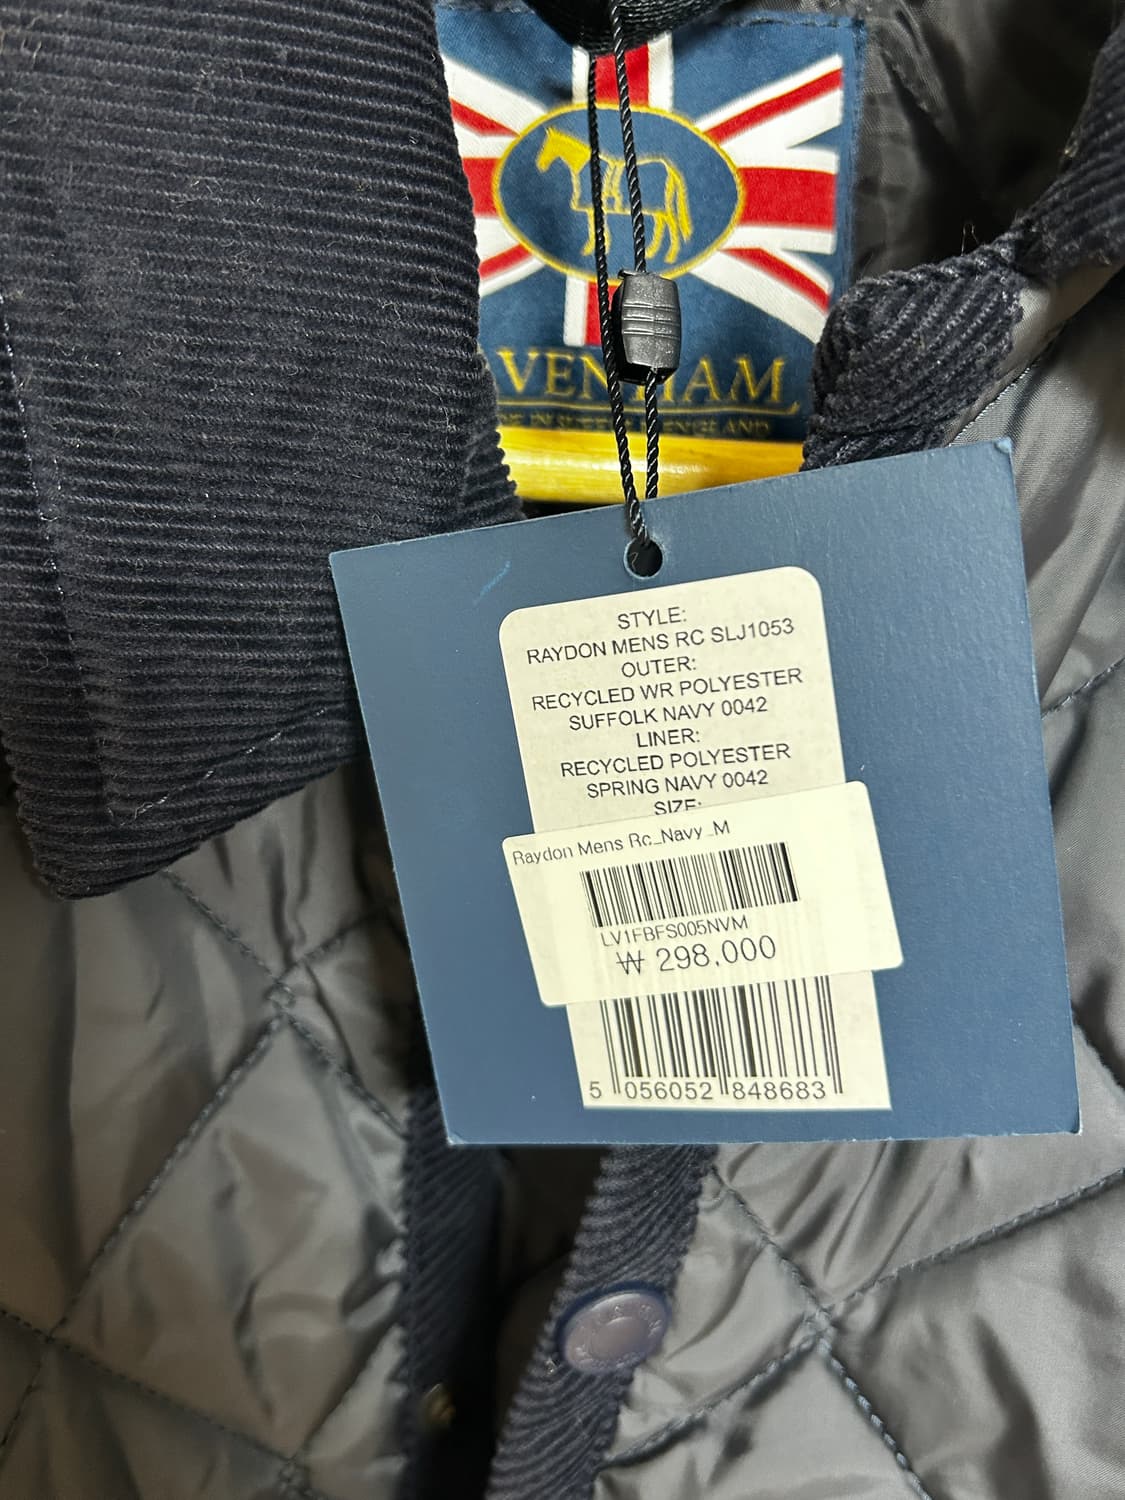 VENHAM
STYLE:
RAYDON MENS RC SLJ1053
OUTER:
RECYCLED WR POLYESTER
SUFFOLK NAVY 0042
LINER:
RECYCLED POLYESTER
SPRING NAVY 0042
SIZE:
Raydon Mens Rc_Navy_M
LV1FBFS005NVM
₩ 298,000
5 056052 848683